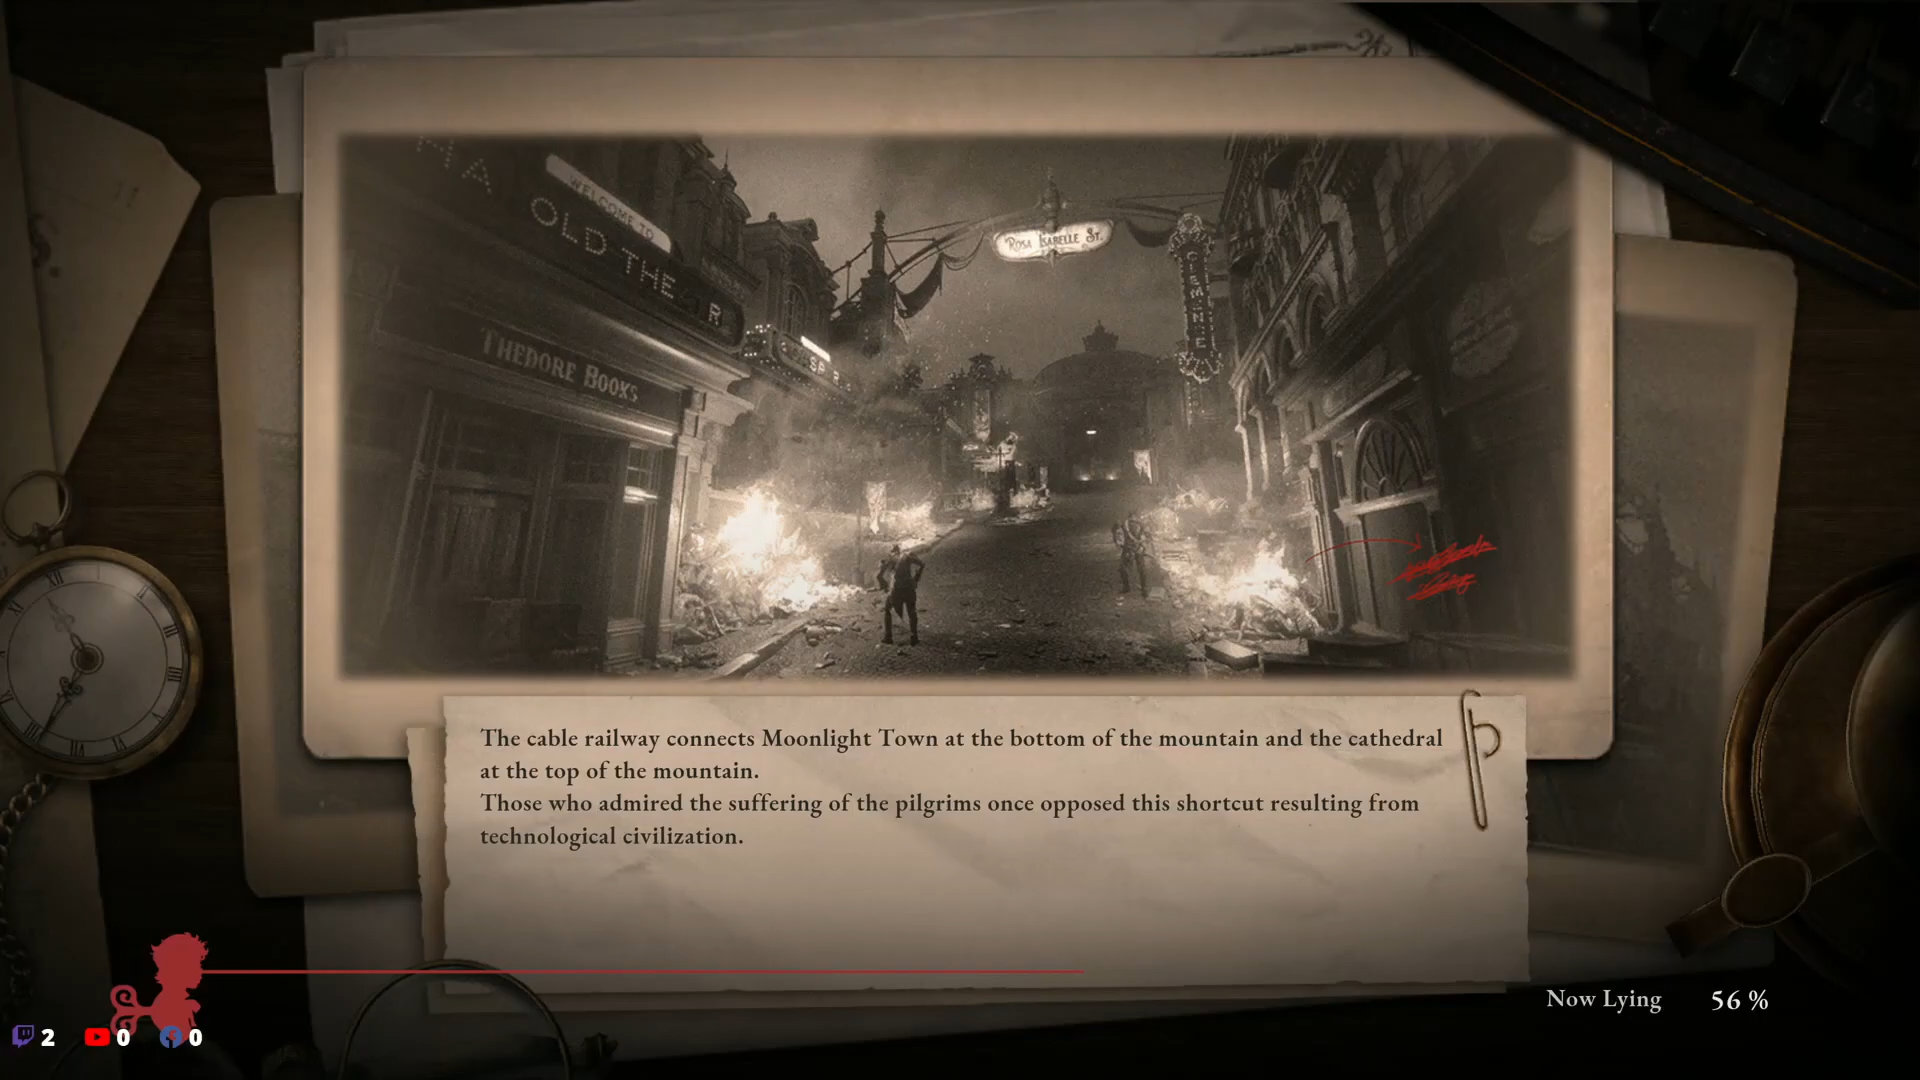 WELCOME TO
OLD THE R
THEDORE BOOKS
ROSA ISABELLE ST.
The cable railway connects Moonlight Town at the bottom of the mountain and the cathedral
at the top of the mountain.
Those who admired the suffering of the pilgrims once opposed this shortcut resulting from
technological civilization.
Now Lying 56 %
2 0 0